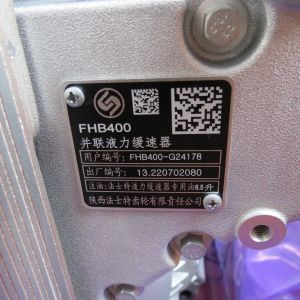 FHB400
并联液力缓速器
用户编号: FHB400-G24178
出厂编号: 13.220702080
注油: 法士特液力缓速器专用油6.5升
陕西法士特齿轮有限责任公司